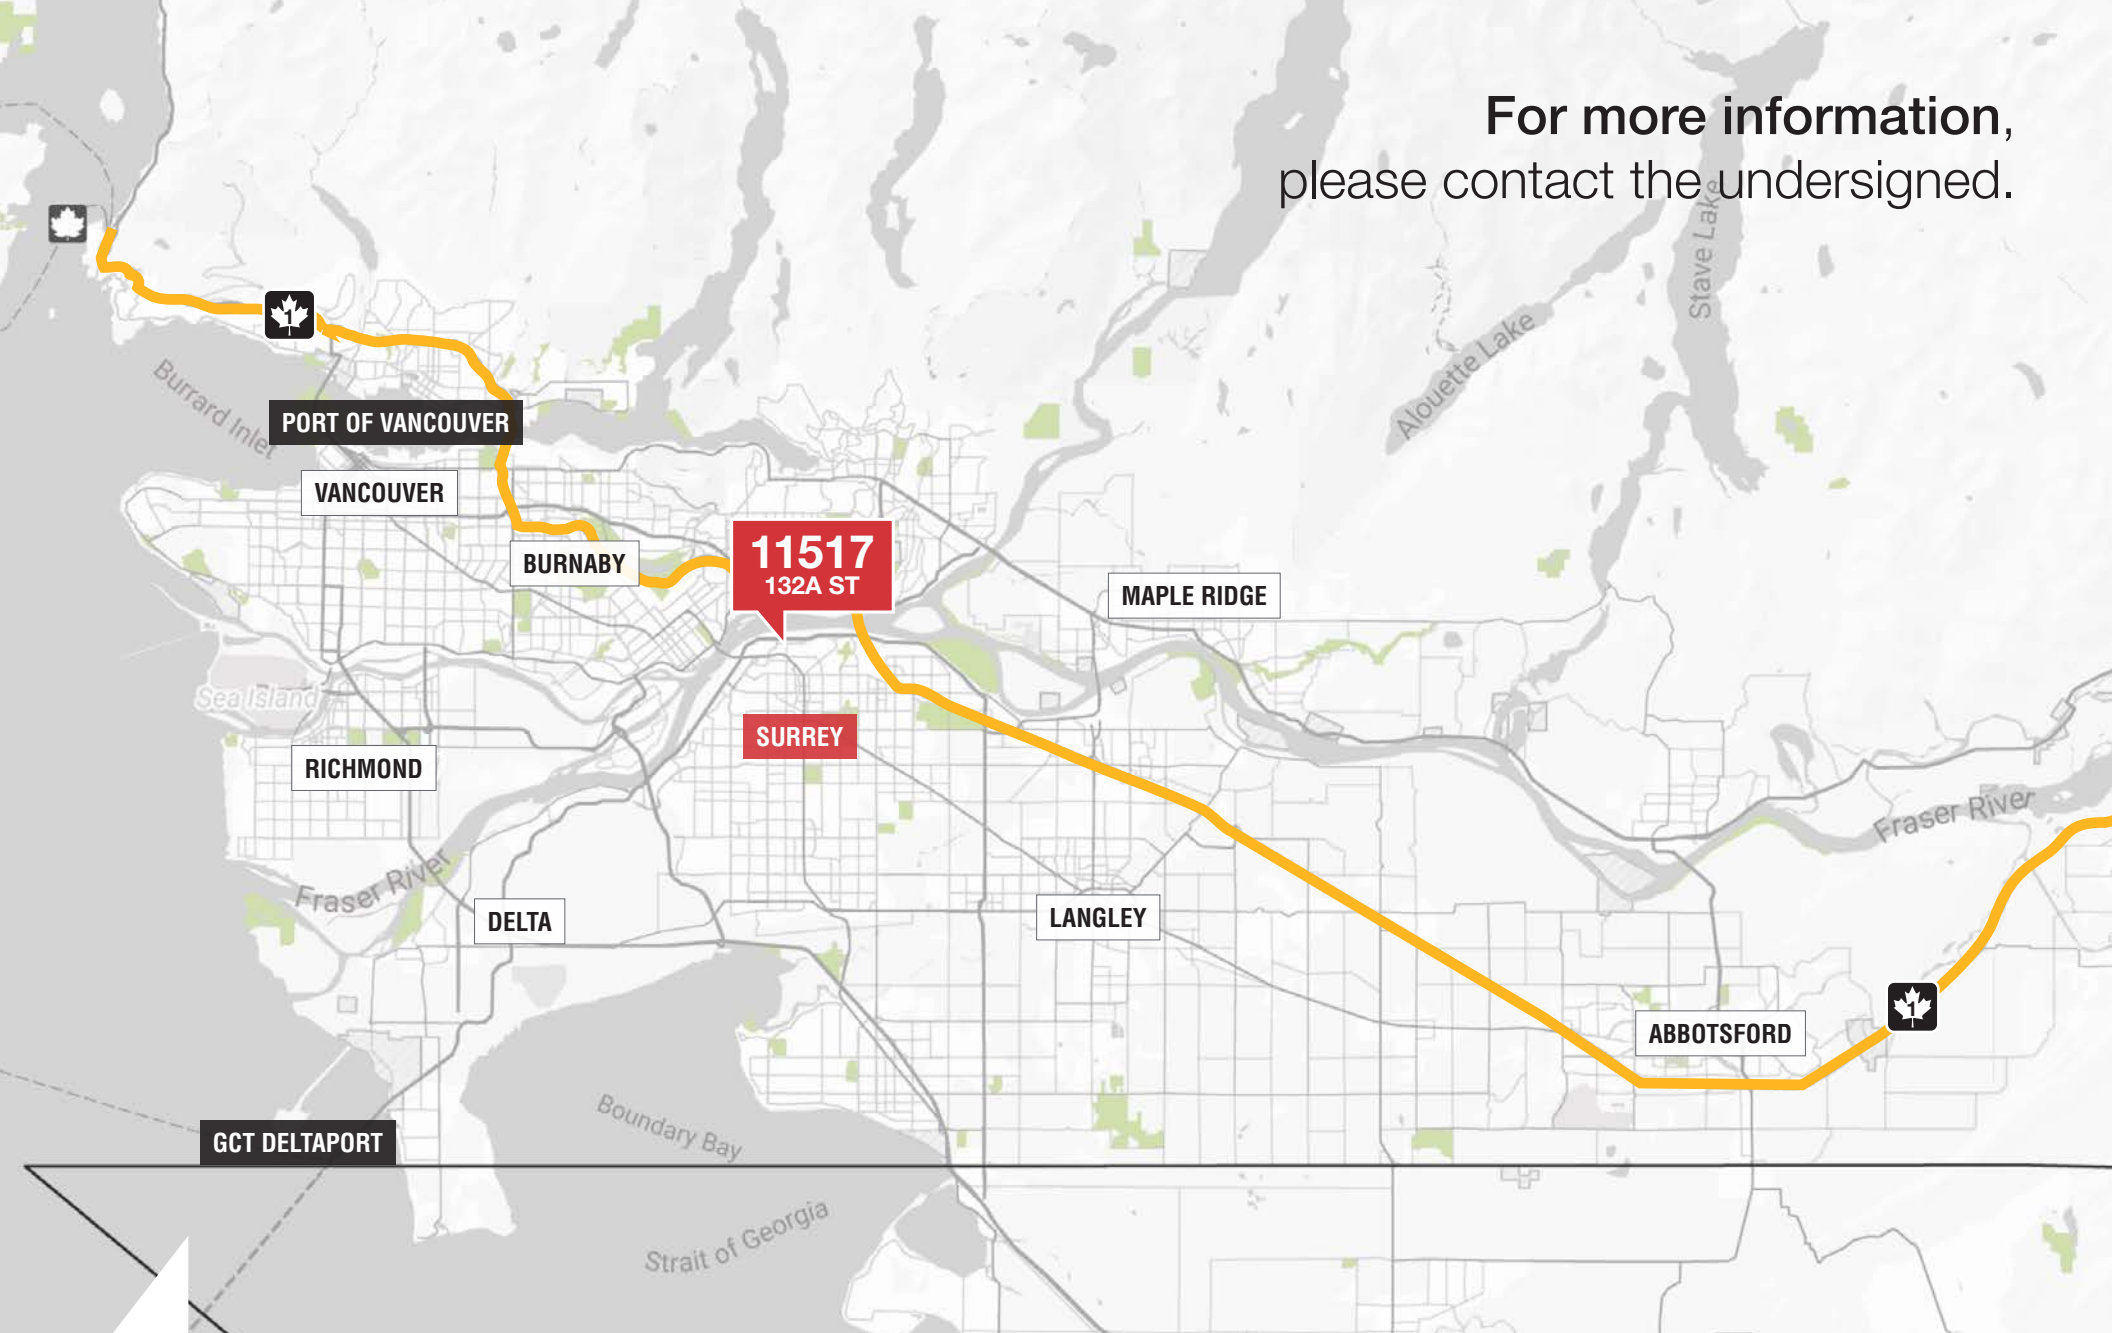 For more information,
please contact the undersigned.
Stave Lake
Alouette Lake
1
Burrard Inlet
PORT OF VANCOUVER
VANCOUVER
BURNABY
11517
132A ST
MAPLE RIDGE
Sea Island
SURREY
RICHMOND
Fraser River
Fraser River
DELTA
LANGLEY
1
ABBOTSFORD
GCT DELTAPORT
Boundary Bay
Strait of Georgia